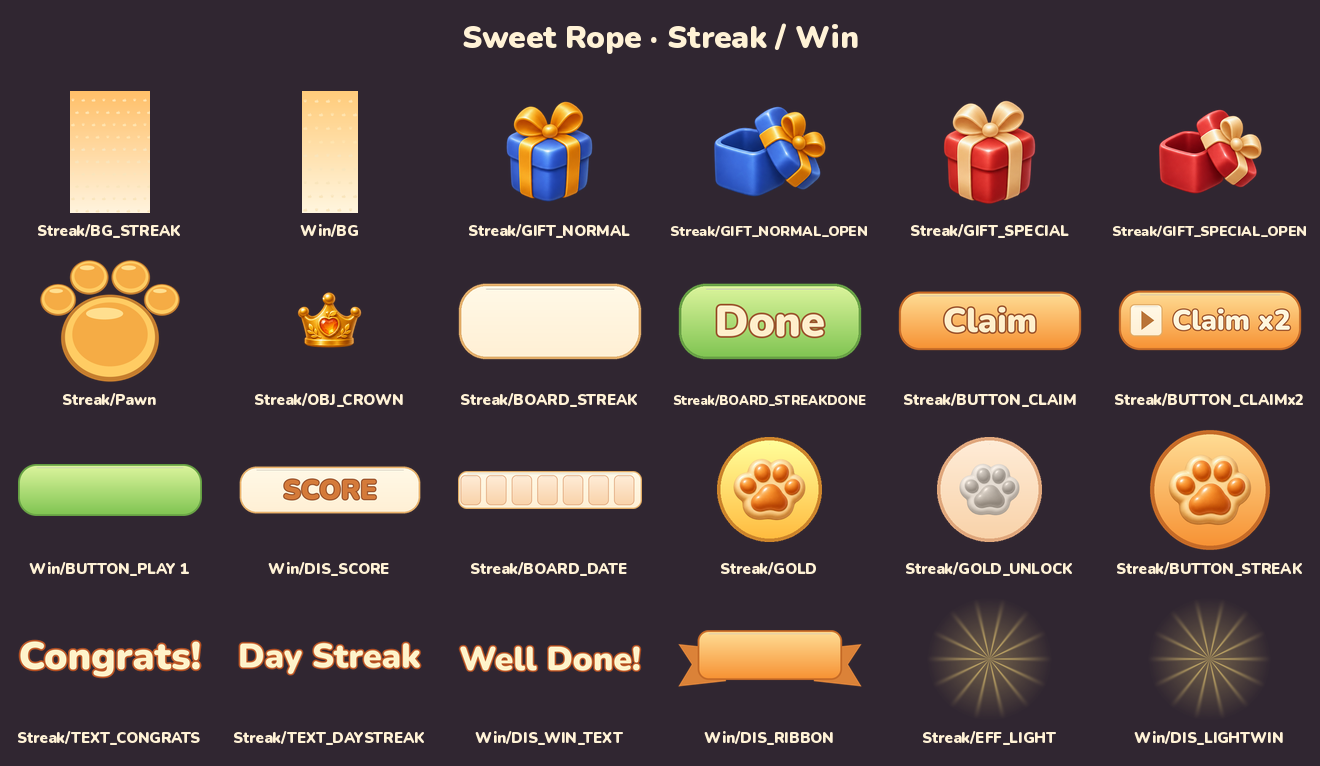 Sweet Rope · Streak / Win
Streak/BG_STREAK
Win/BG
Streak/GIFT_NORMAL
Streak/GIFT_NORMAL_OPEN
Streak/GIFT_SPECIAL
Streak/GIFT_SPECIAL_OPEN
Done
Claim
Claim x2
Streak/Pawn
Streak/OBJ_CROWN
Streak/BOARD_STREAK
Streak/BOARD_STREAKDONE
Streak/BUTTON_CLAIM
Streak/BUTTON_CLAIMx2
SCORE
Win/BUTTON_PLAY 1
Win/DIS_SCORE
Streak/BOARD_DATE
Streak/GOLD
Streak/GOLD_UNLOCK
Streak/BUTTON_STREAK
Congrats!
Day Streak
Well Done!
Streak/TEXT_CONGRATS
Streak/TEXT_DAYSTREAK
Win/DIS_WIN_TEXT
Win/DIS_RIBBON
Streak/EFF_LIGHT
Win/DIS_LIGHTWIN